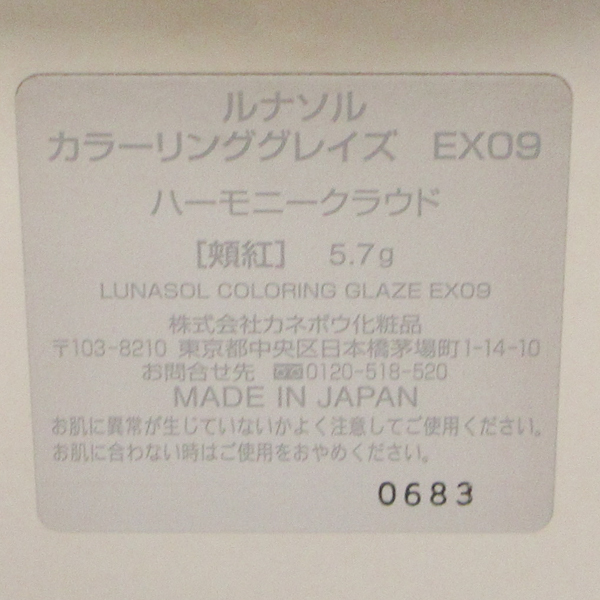 ルナソル
カラーリンググレイズ EX09
ハーモニークラウド
［頬紅］ 5.7g
LUNASOL COLORING GLAZE EX09
株式会社カネボウ化粧品
〒103-8210 東京都中央区日本橋茅場町1-14-10
お問合せ先 0120-518-520
MADE IN JAPAN
お肌に異常が生じていないかよく注意してご使用ください。
お肌に合わない時はご使用をおやめください。
0683